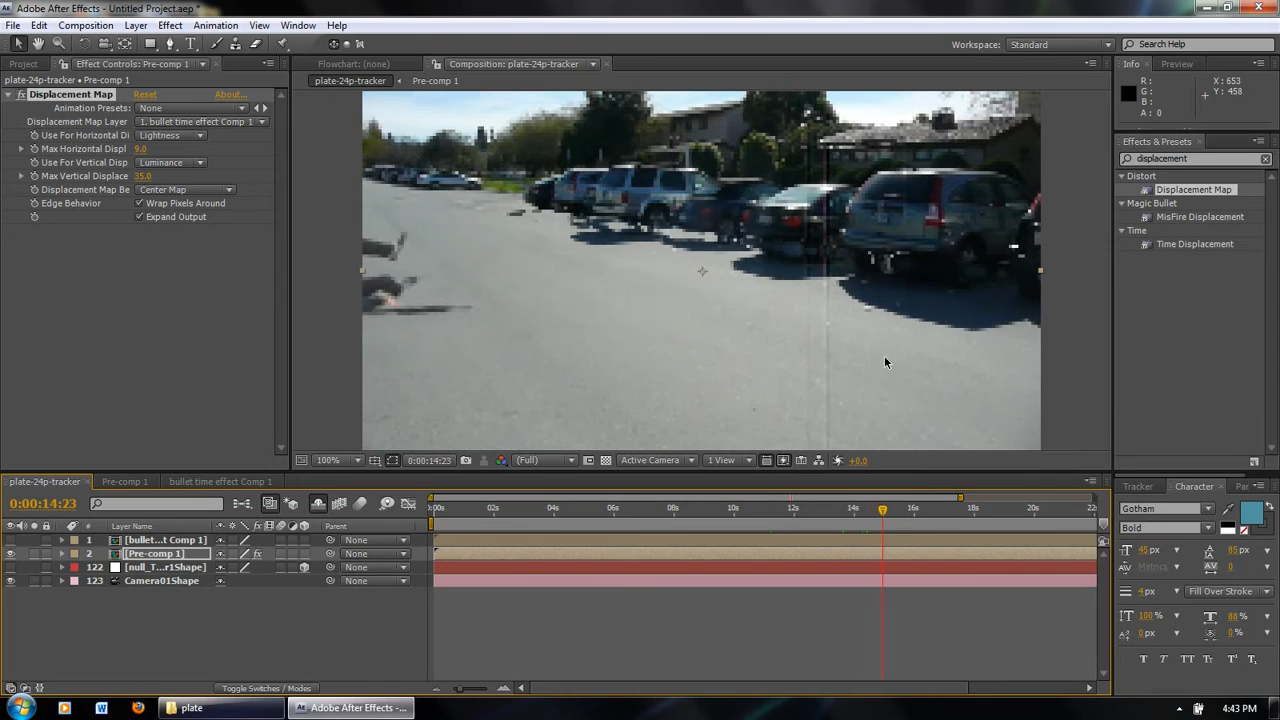 Adobe After Effects - Untitled Project.aep *
File Edit Composition Layer Effect Animation View Window Help
Workspace: Standard Search Help
Project Effect Controls: Pre-comp 1
plate-24p-tracker • Pre-comp 1
Displacement Map Reset About...
Animation Presets: None
Displacement Map Layer 1. bullet time effect Comp 1
Use For Horizontal Di Lightness
Max Horizontal Displ 9.0
Use For Vertical Disp Luminance
Max Vertical Displace 35.0
Displacement Map Be Center Map
Edge Behavior Wrap Pixels Around
Expand Output
Flowchart: (none) Composition: plate-24p-tracker
plate-24p-tracker Pre-comp 1
100% 0:00:14:23 (Full) Active Camera 1 View +0.0
Info Preview
R: X: 653
G: Y: 458
B:
A: 0
Effects & Presets
displacement
Distort
Displacement Map
Magic Bullet
MisFire Displacement
Time
Time Displacement
plate-24p-tracker Pre-comp 1 bullet time effect Comp 1
0:00:14:23
:00s 02s 04s 06s 08s 10s 12s 14s 16s 18s 20s 22s
# Layer Name Parent
1 [bullet...t Comp 1] None
2 [Pre-comp 1] fx None
122 [null_T...r1Shape] None
123 Camera01Shape None
Toggle Switches / Modes
Tracker Character Par
Gotham
Bold
45 px 85 px
Metrics 0
4 px Fill Over Stroke
100 % 88 %
0 px 0 %
T T TT Tt T¹ T₁
plate Adobe After Effects -... 4:43 PM